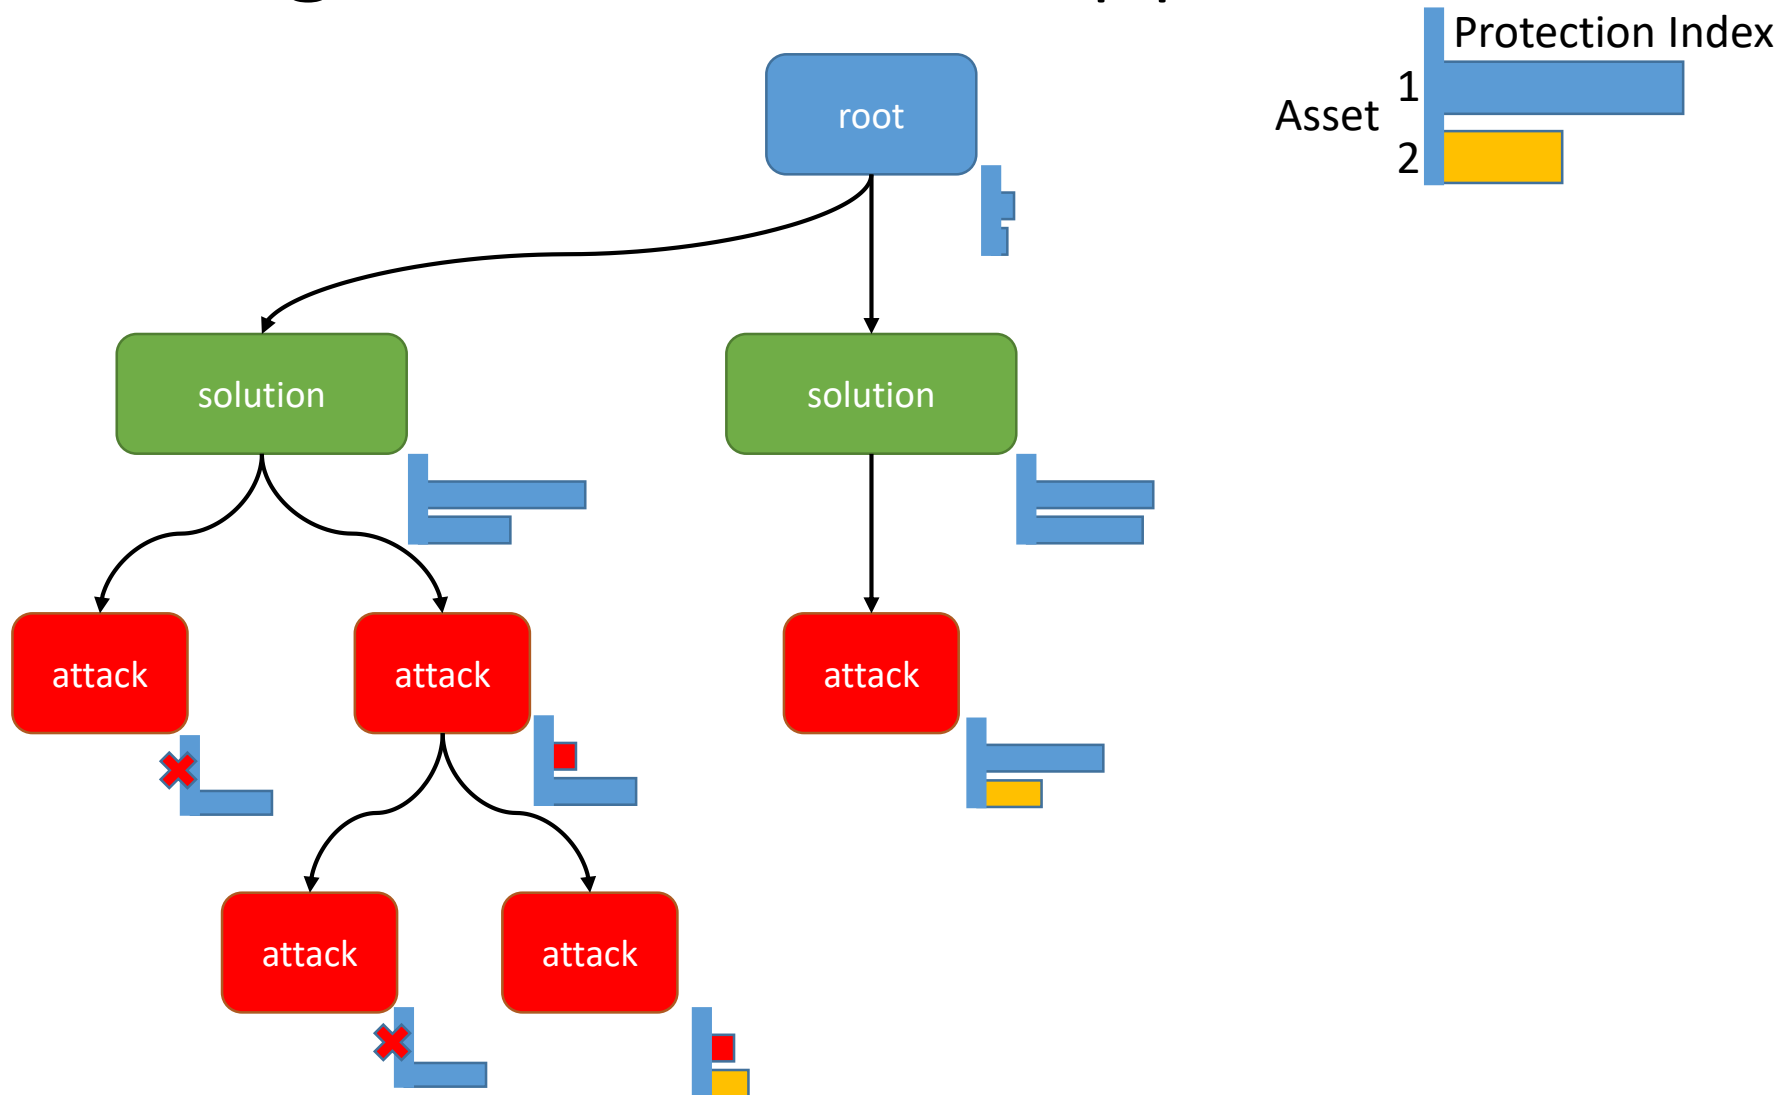 Protection Index
Asset
1
2
root
solution
solution
attack
attack
attack
attack
attack